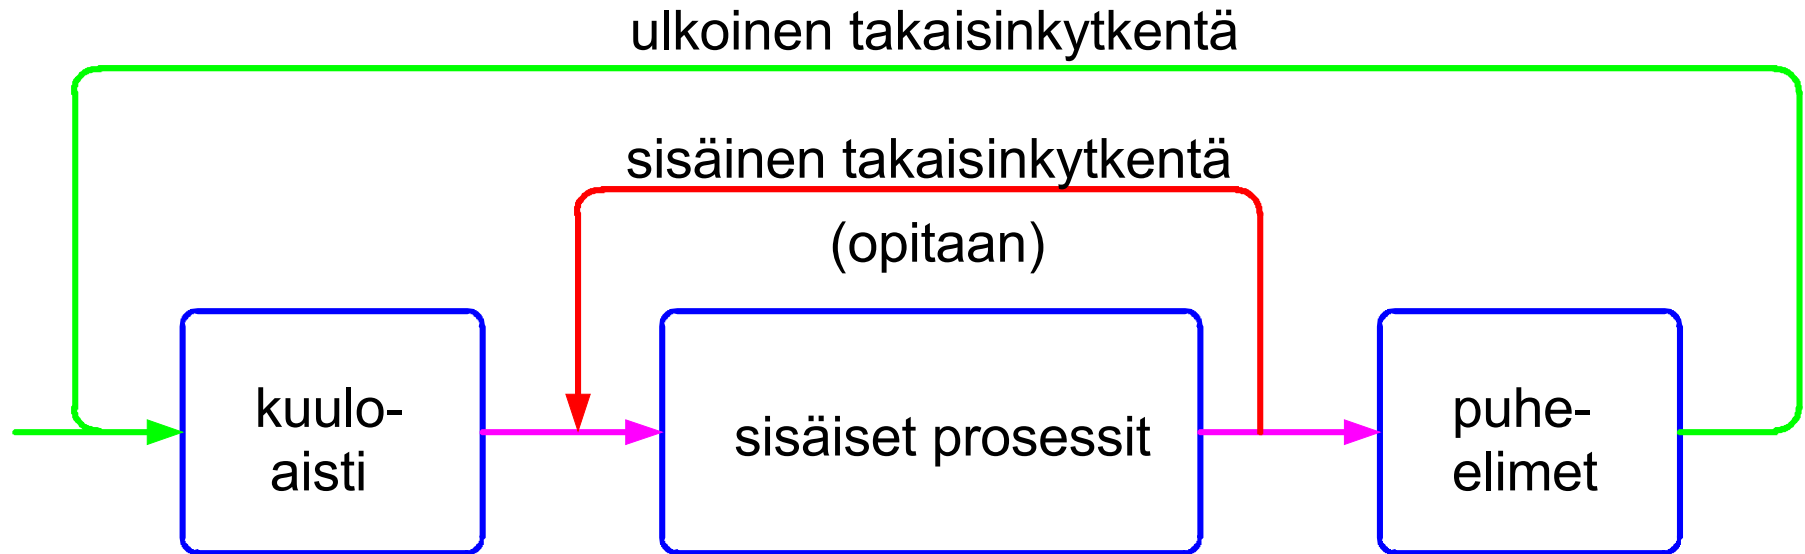 ulkoinen takaisinkytkentä
sisäinen takaisinkytkentä
(opitaan)
kuulo-
aisti
sisäiset prosessit
puhe-
elimet